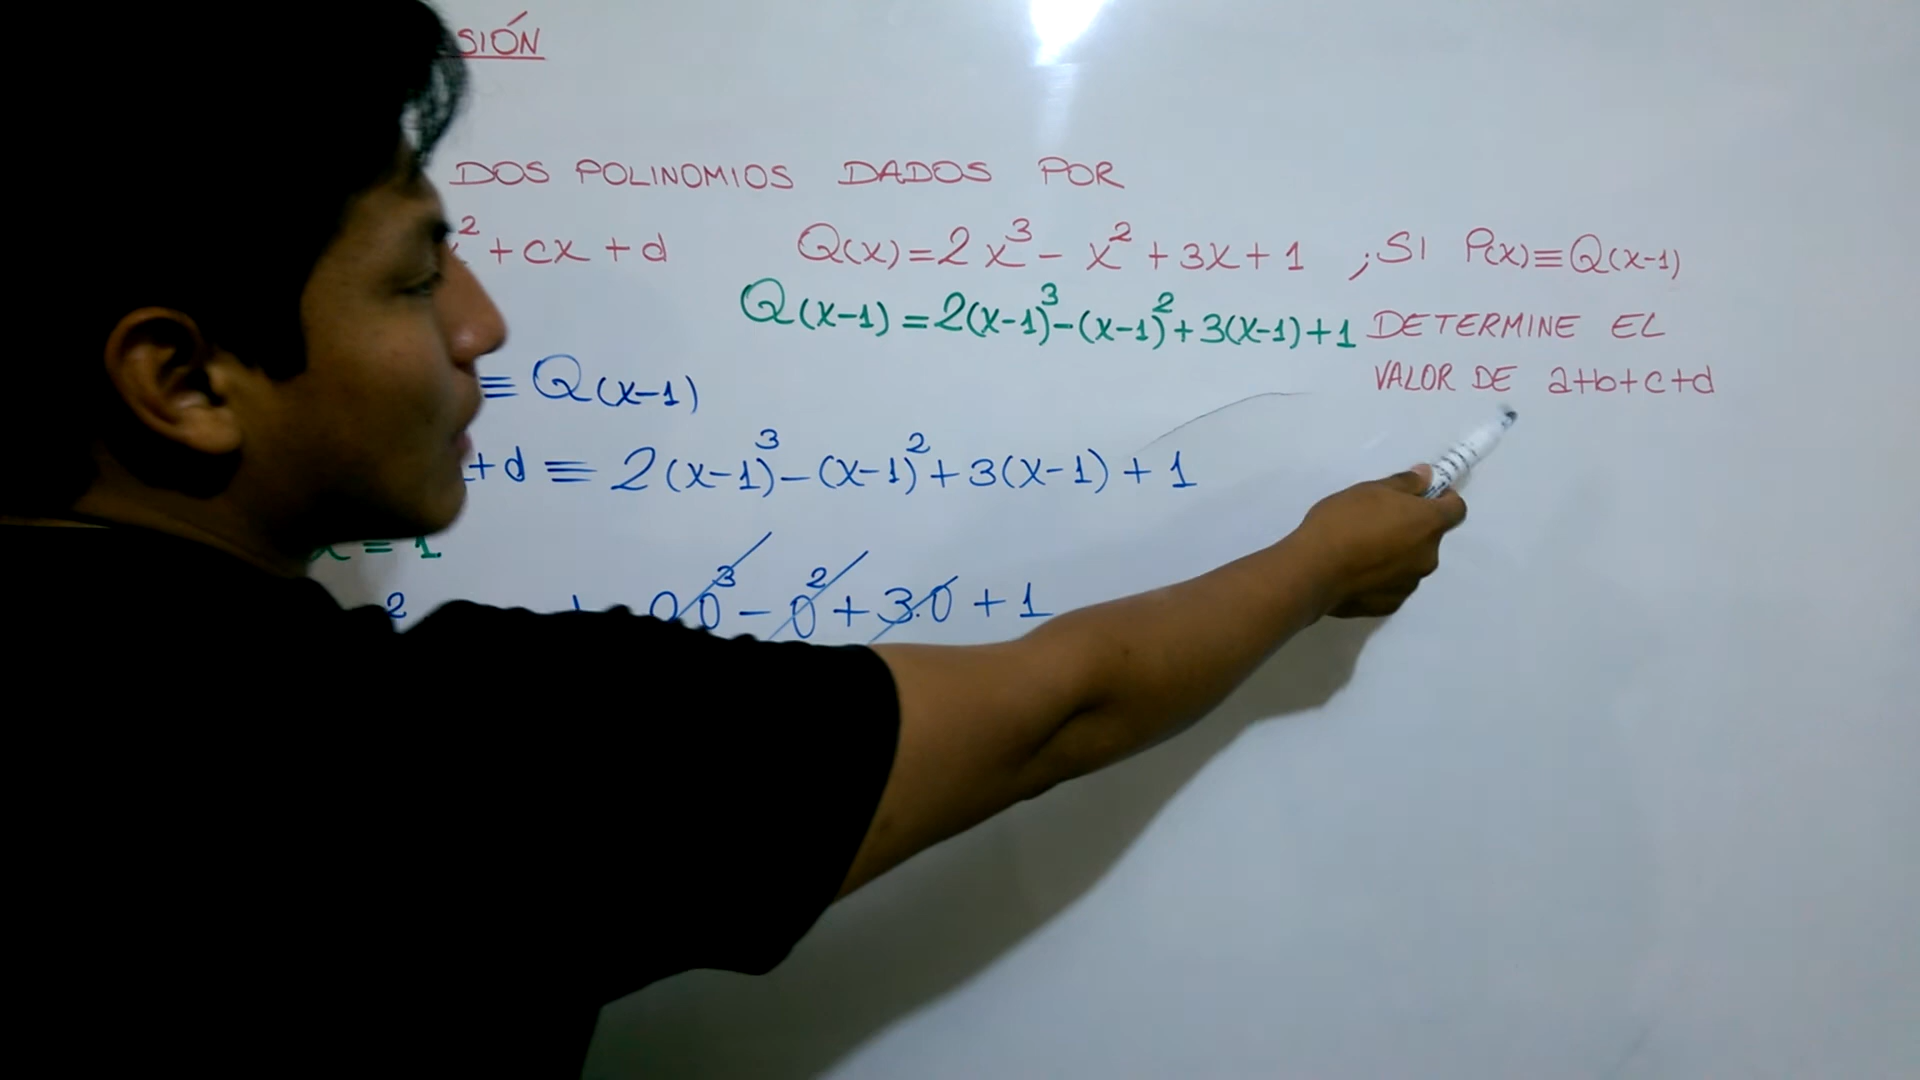 SIÓN
DOS POLINOMIOS DADOS POR
² + cx + d Q(x) = 2x³ - x² + 3x + 1 ; SI P(x) ≡ Q(x-1)
Q(x-1) = 2(x-1)³ - (x-1)² + 3(x-1) + 1 DETERMINE EL
VALOR DE a+b+c+d
≡ Q(x-1)
+ d ≡ 2(x-1)³ - (x-1)² + 3(x-1) + 1
x = 1
2 0³ - 0² + 3.0 + 1